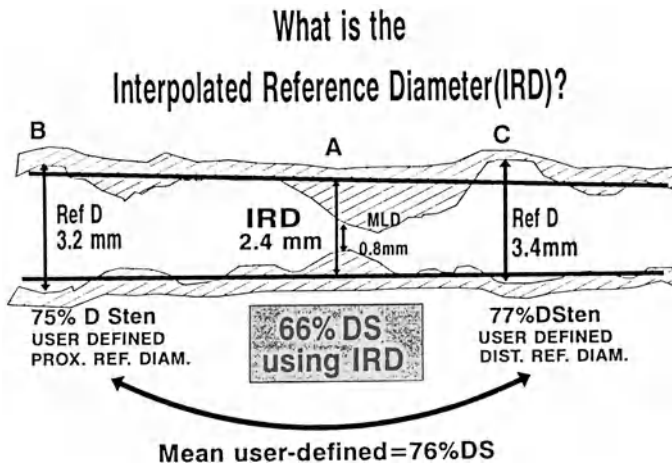 What is the
Interpolated Reference Diameter(IRD)?
B
A
C
Ref D
3.2 mm
IRD
2.4 mm
MLD
0.8mm
Ref D
3.4mm
75% D Sten
USER DEFINED
PROX. REF. DIAM.
66% DS
using IRD
77%DSten
USER DEFINED
DIST. REF. DIAM.
Mean user-defined=76%DS